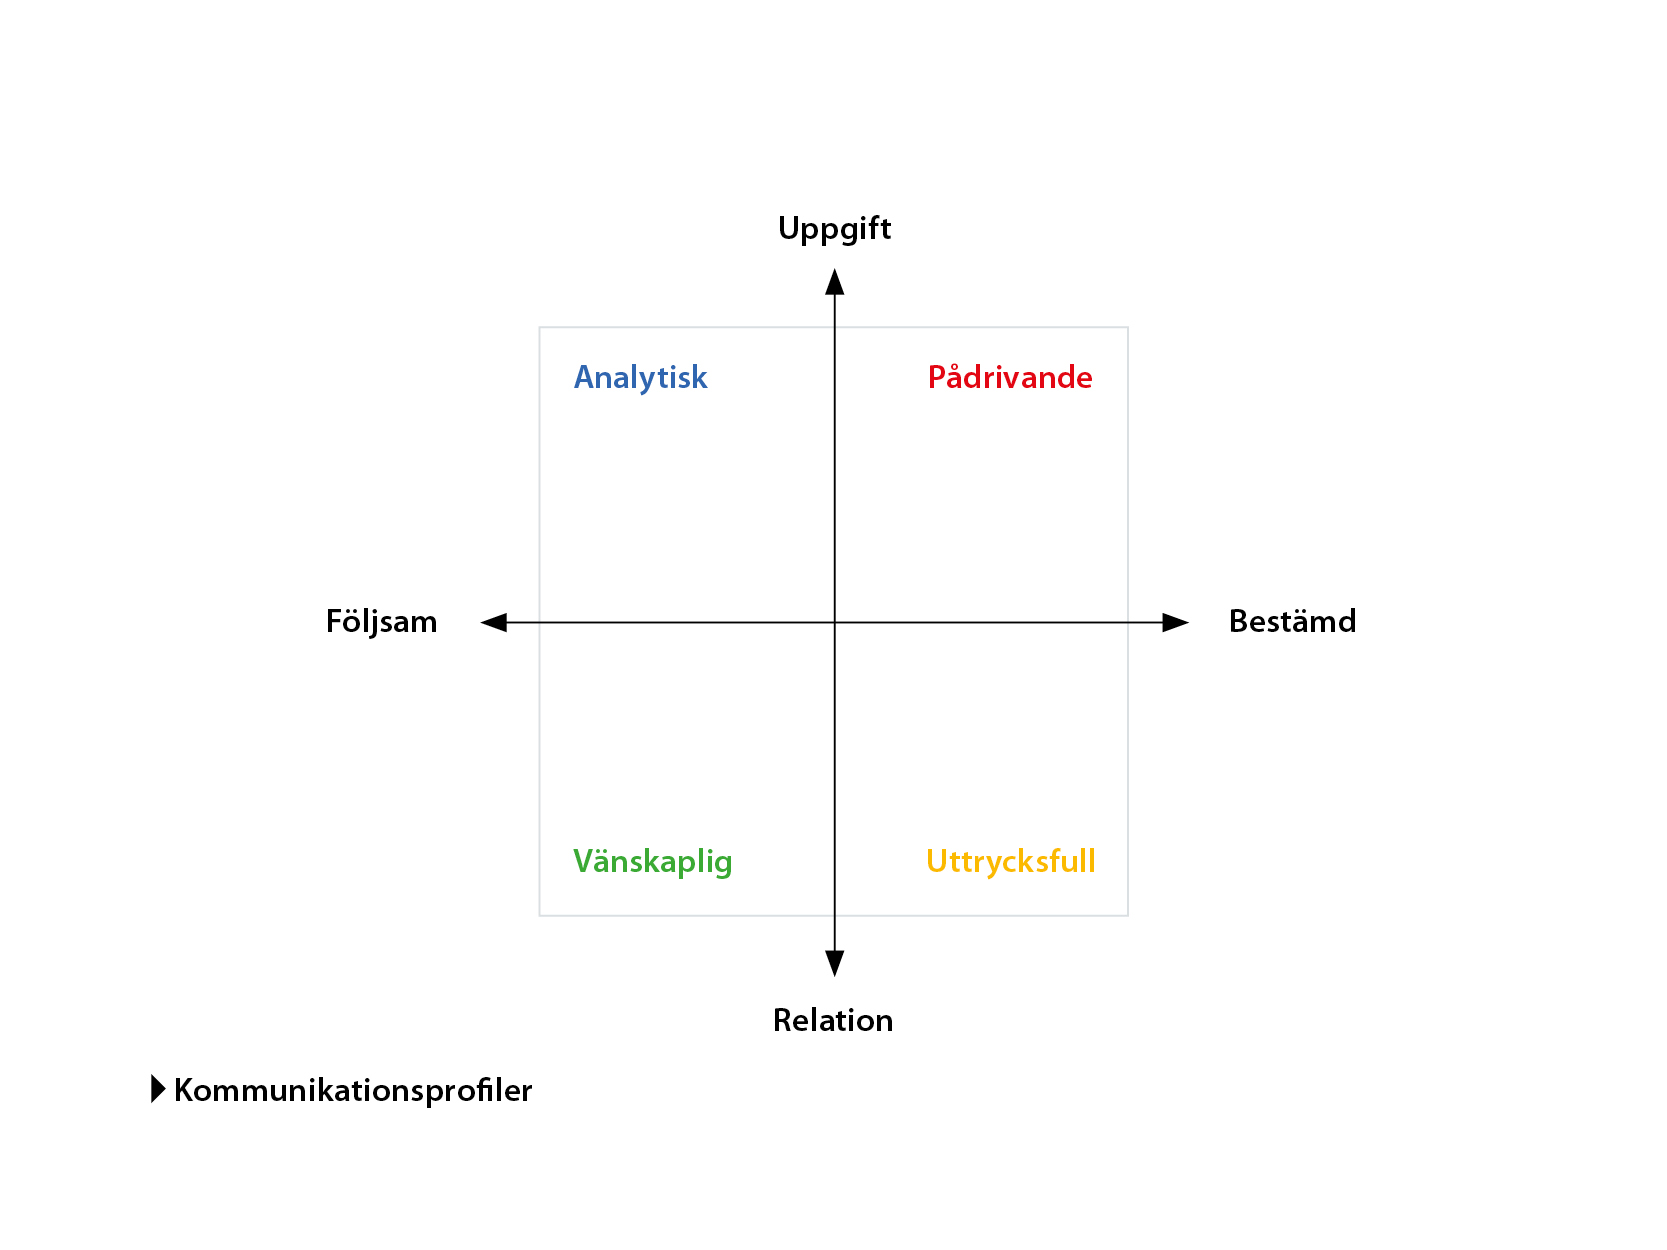 Uppgift
Analytisk
Pådrivande
Följsam
Bestämd
Vänskaplig
Uttrycksfull
Relation
Kommunikationsprofiler